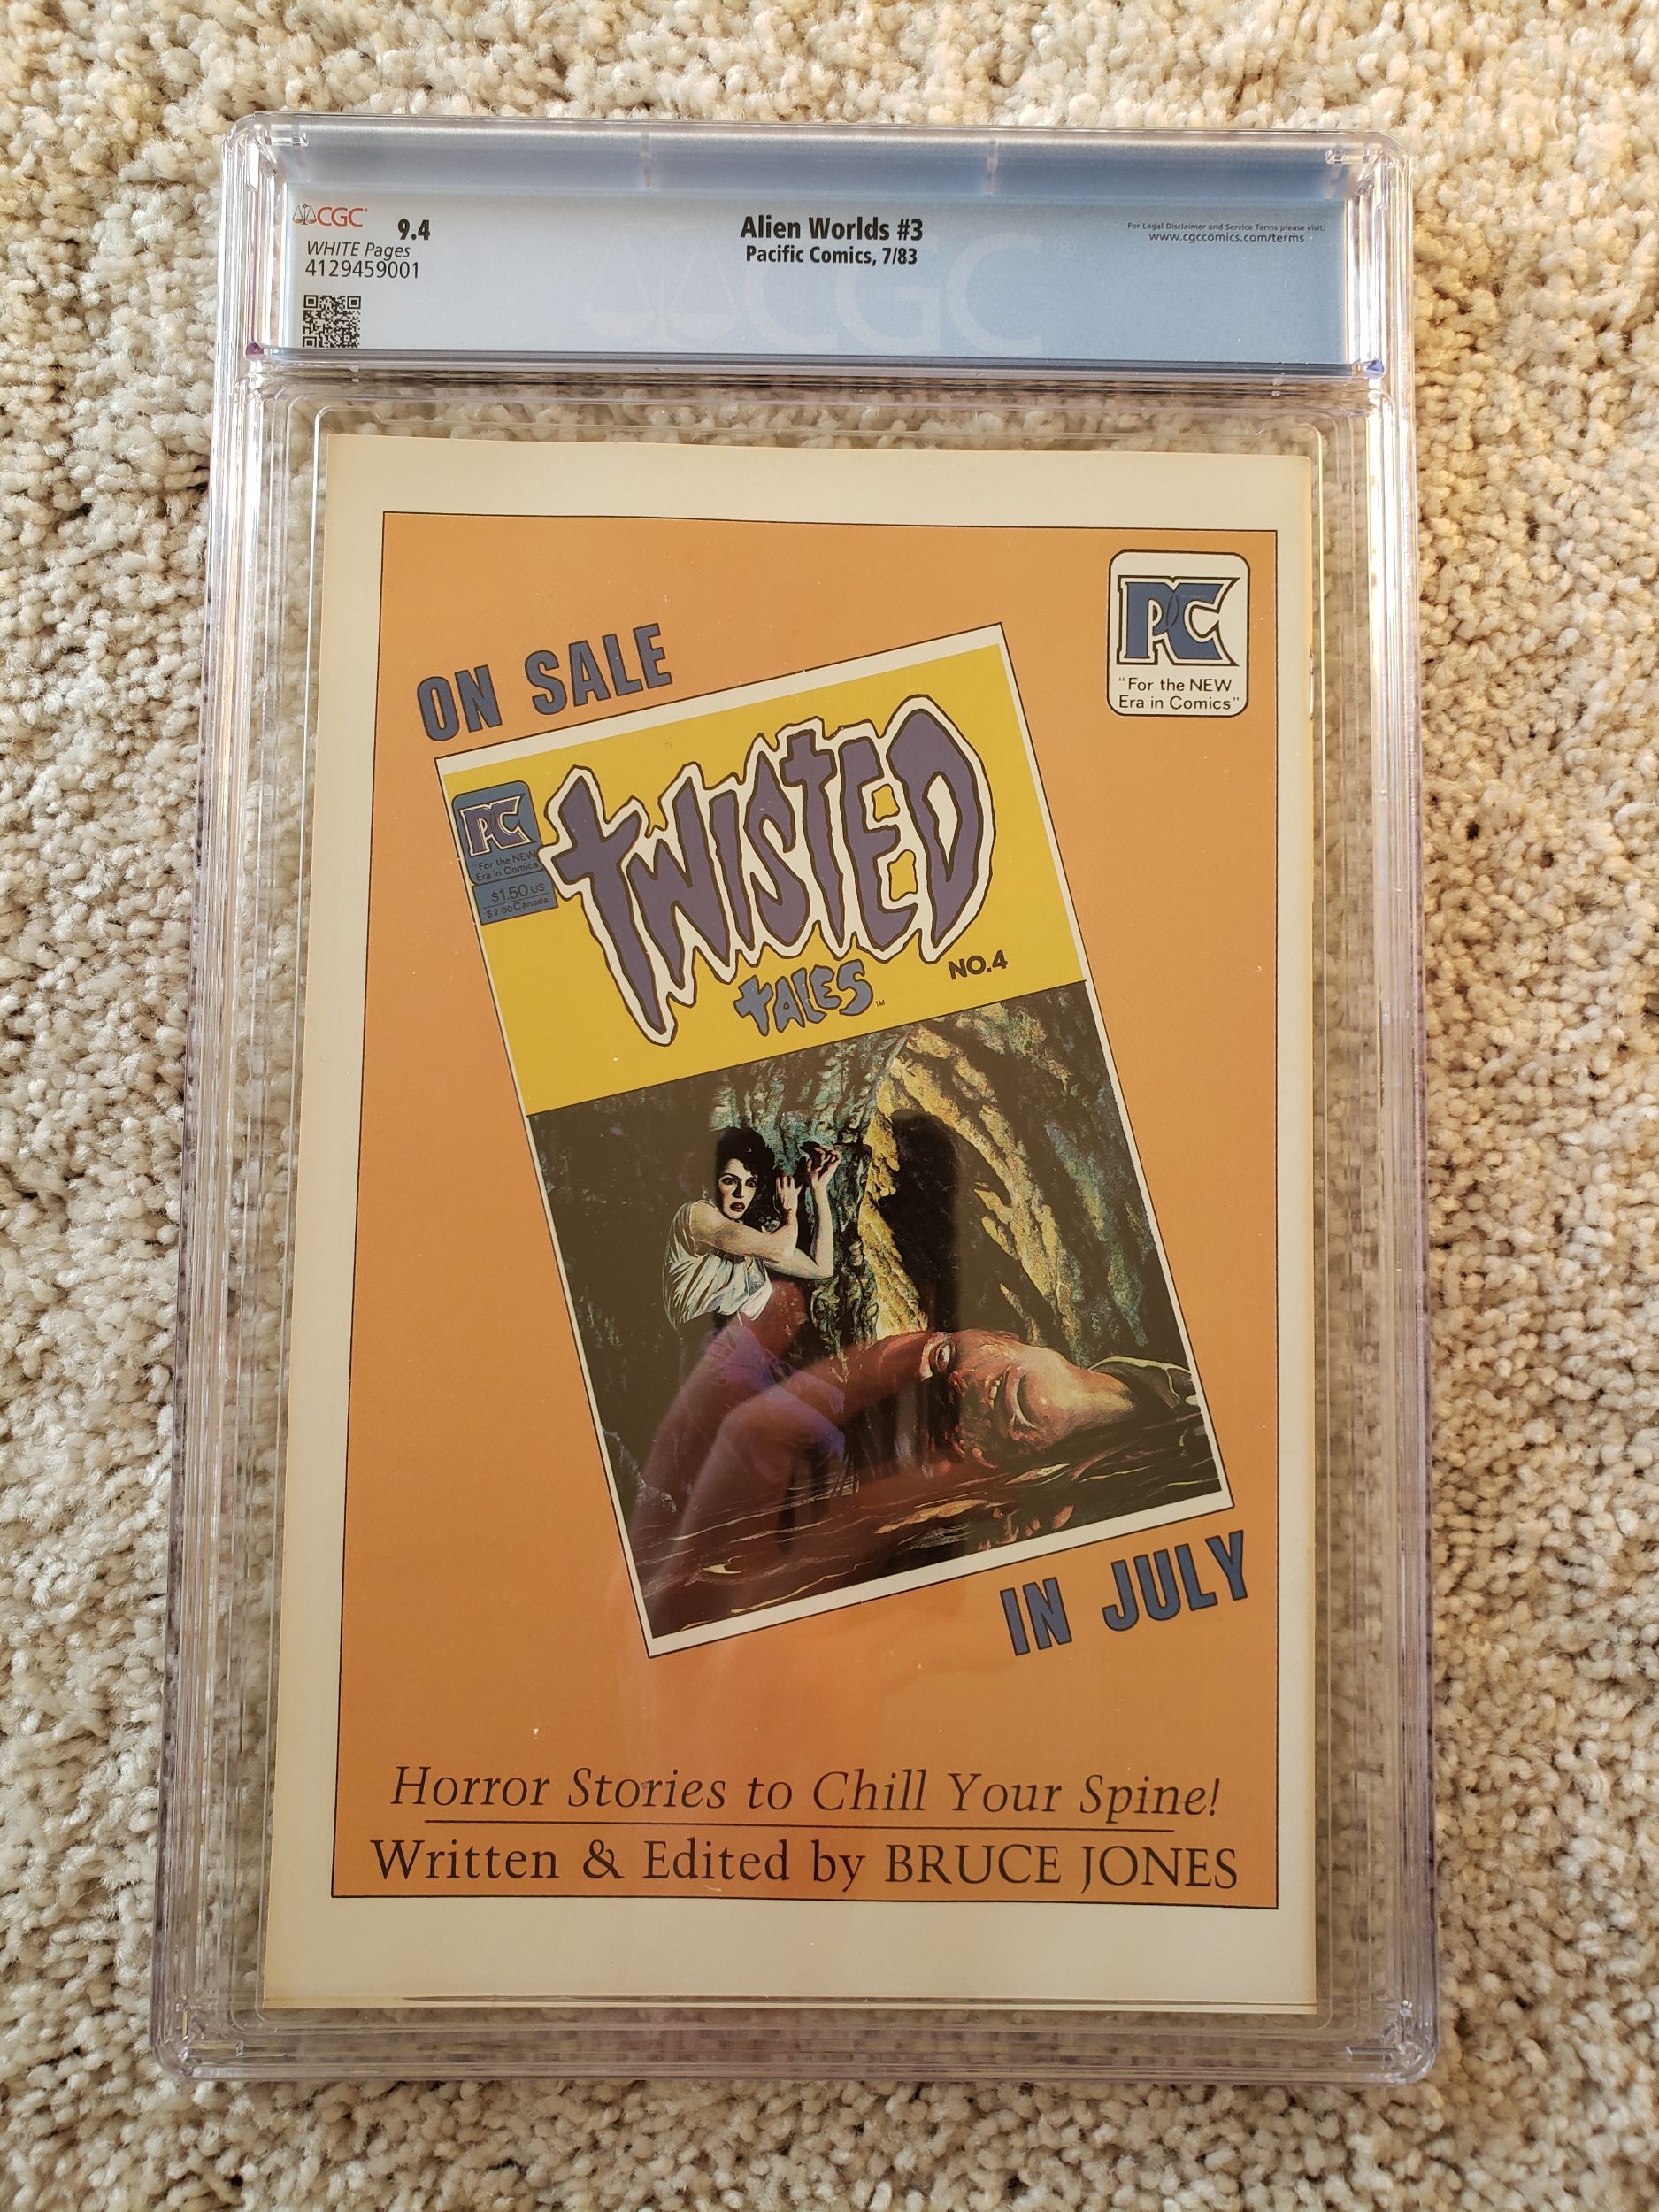 CGC 9.4
WHITE Pages
4129459001
Alien Worlds #3
Pacific Comics, 7/83
For Legal Disclaimer and Service Terms please visit:
www.cgccomics.com/terms
CGC
PC
"For the NEW
Era in Comics"
ON SALE
PC
For the NEW
Era in Comics
$1.50 US
$2.00 Canada
TWISTED
TALES™
NO.4
IN JULY
Horror Stories to Chill Your Spine!
Written & Edited by BRUCE JONES